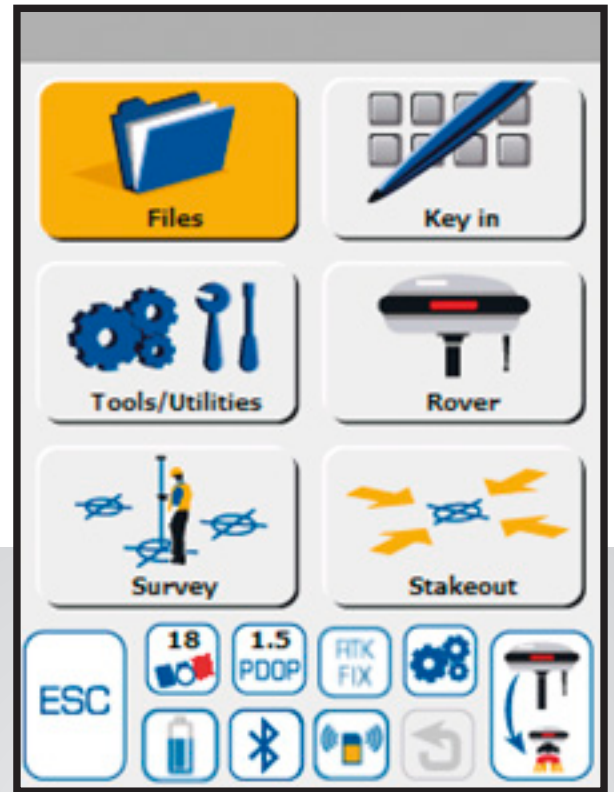 Files
Key in
Tools/Utilities
Rover
Survey
Stakeout
ESC
18
1.5
PDOP
RTK
FIX